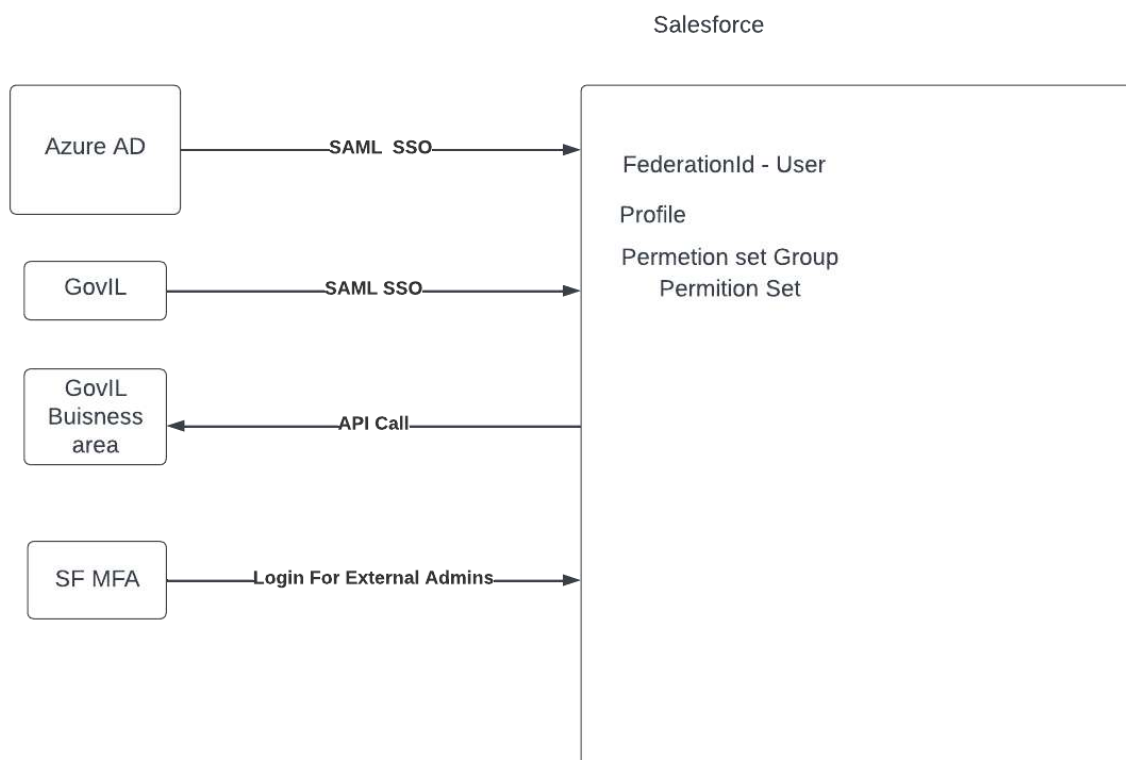 Salesforce
Azure AD
SAML SSO
FederationId - User
Profile
Permetion set Group
Permition Set
GovIL
SAML SSO
GovIL
Buisness
area
API Call
SF MFA
Login For External Admins